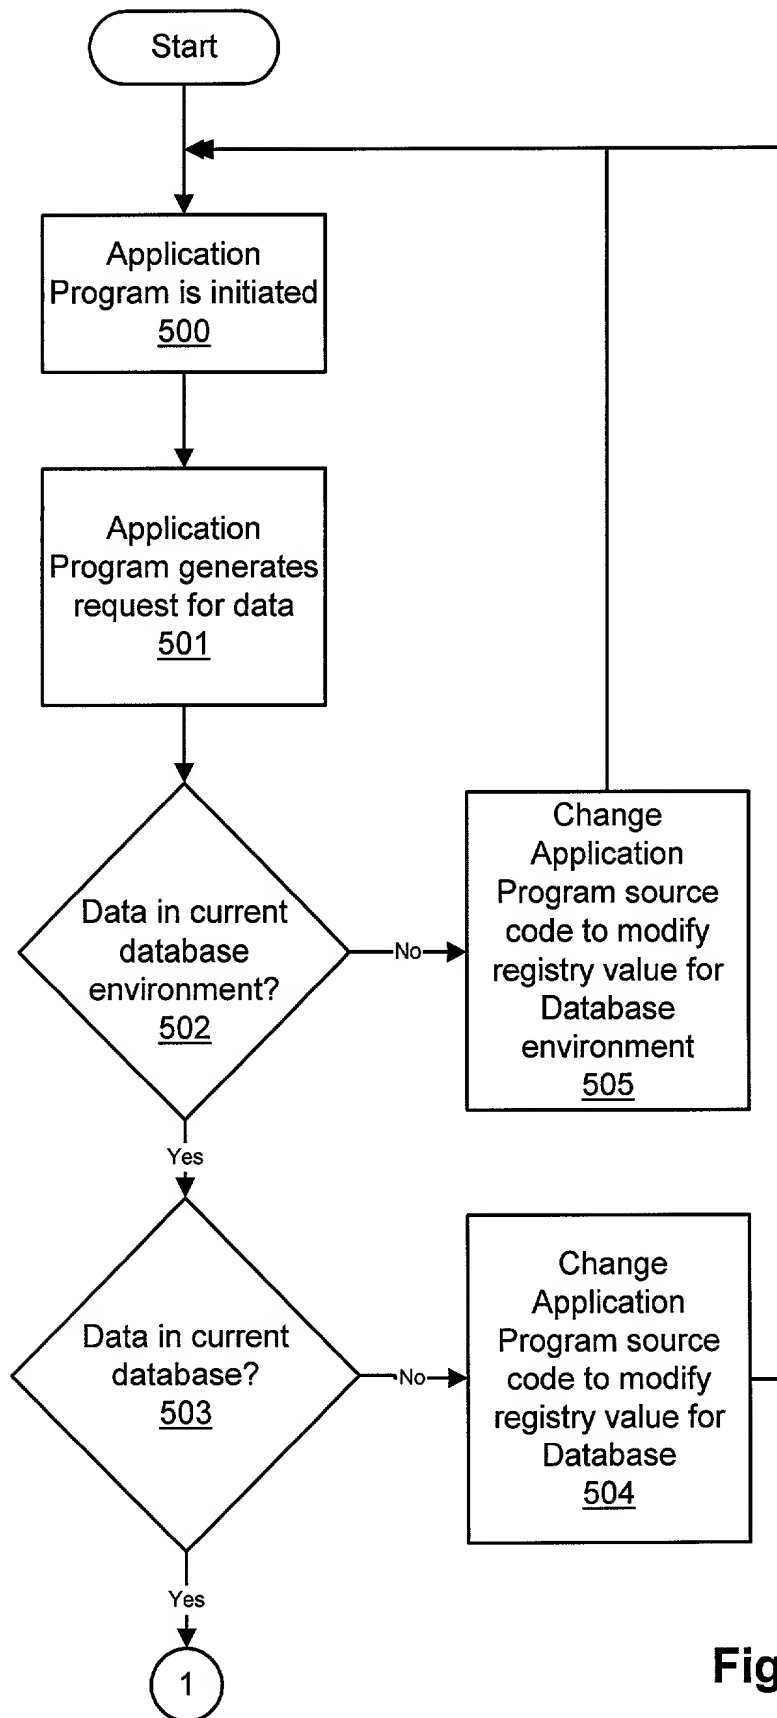 Start
Application
Program is initiated
500
Application
Program generates
request for data
501
Data in current
database
environment?
502
No
Change
Application
Program source
code to modify
registry value for
Database
environment
505
Yes
Data in current
database?
503
No
Change
Application
Program source
code to modify
registry value for
Database
504
Yes
1
Fig